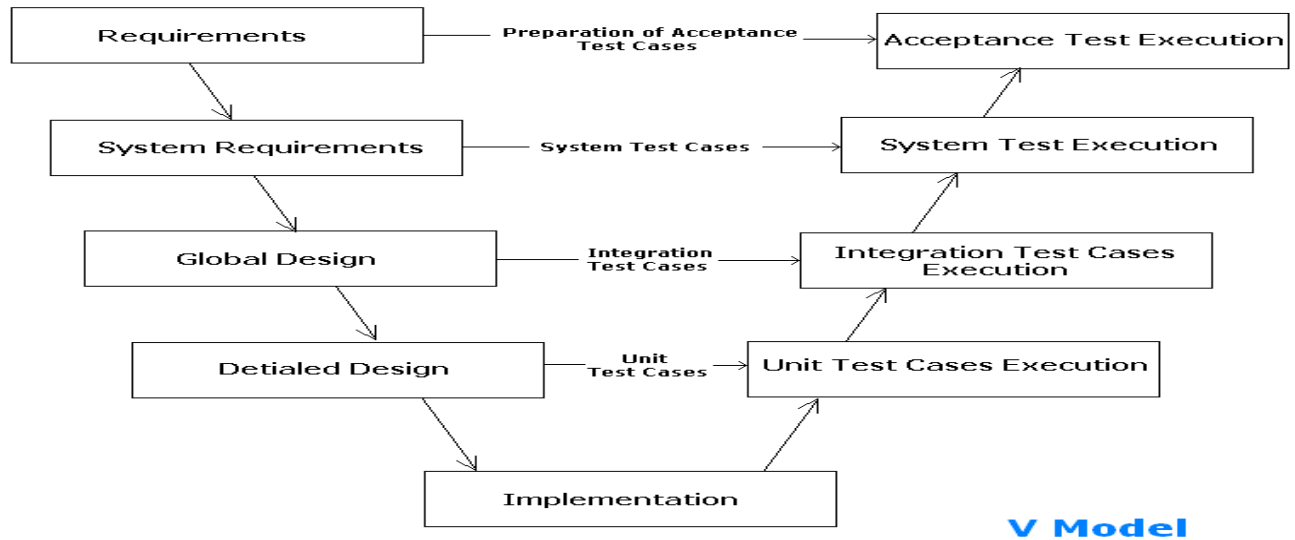 Requirements
Preparation of Acceptance
Test Cases
Acceptance Test Execution
System Requirements
System Test Cases
System Test Execution
Global Design
Integration
Test Cases
Integration Test Cases
Execution
Detialed Design
Unit
Test Cases
Unit Test Cases Execution
Implementation
V Model